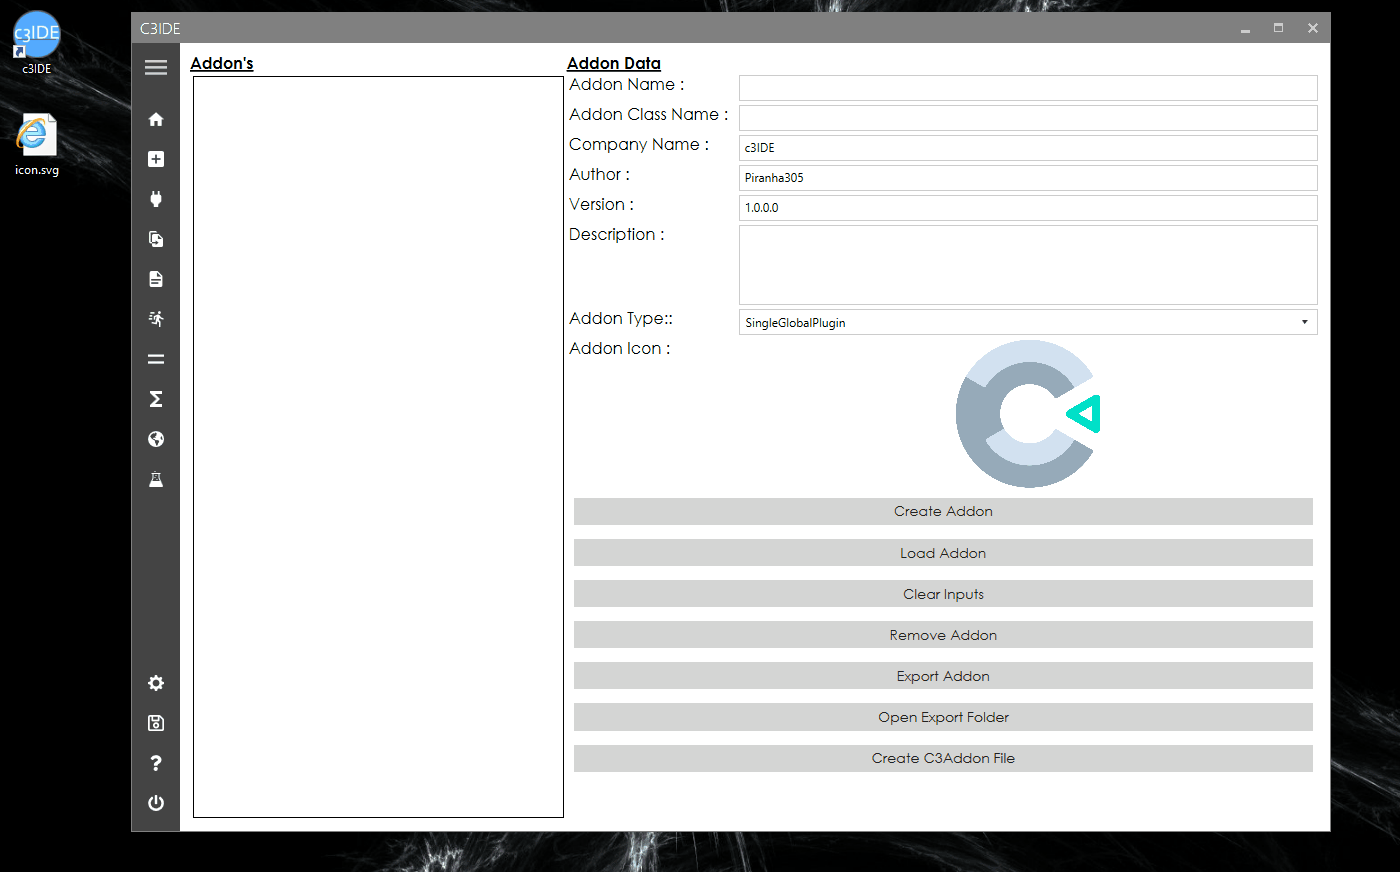 c3IDE
c3IDE
icon.svg
C3IDE
Addon's
Addon Data
Addon Name :
Addon Class Name :
Company Name :
c3IDE
Author :
Piranha305
Version :
1.0.0.0
Description :
Addon Type::
SingleGlobalPlugin
Addon Icon :
Create Addon
Load Addon
Clear Inputs
Remove Addon
Export Addon
Open Export Folder
Create C3Addon File